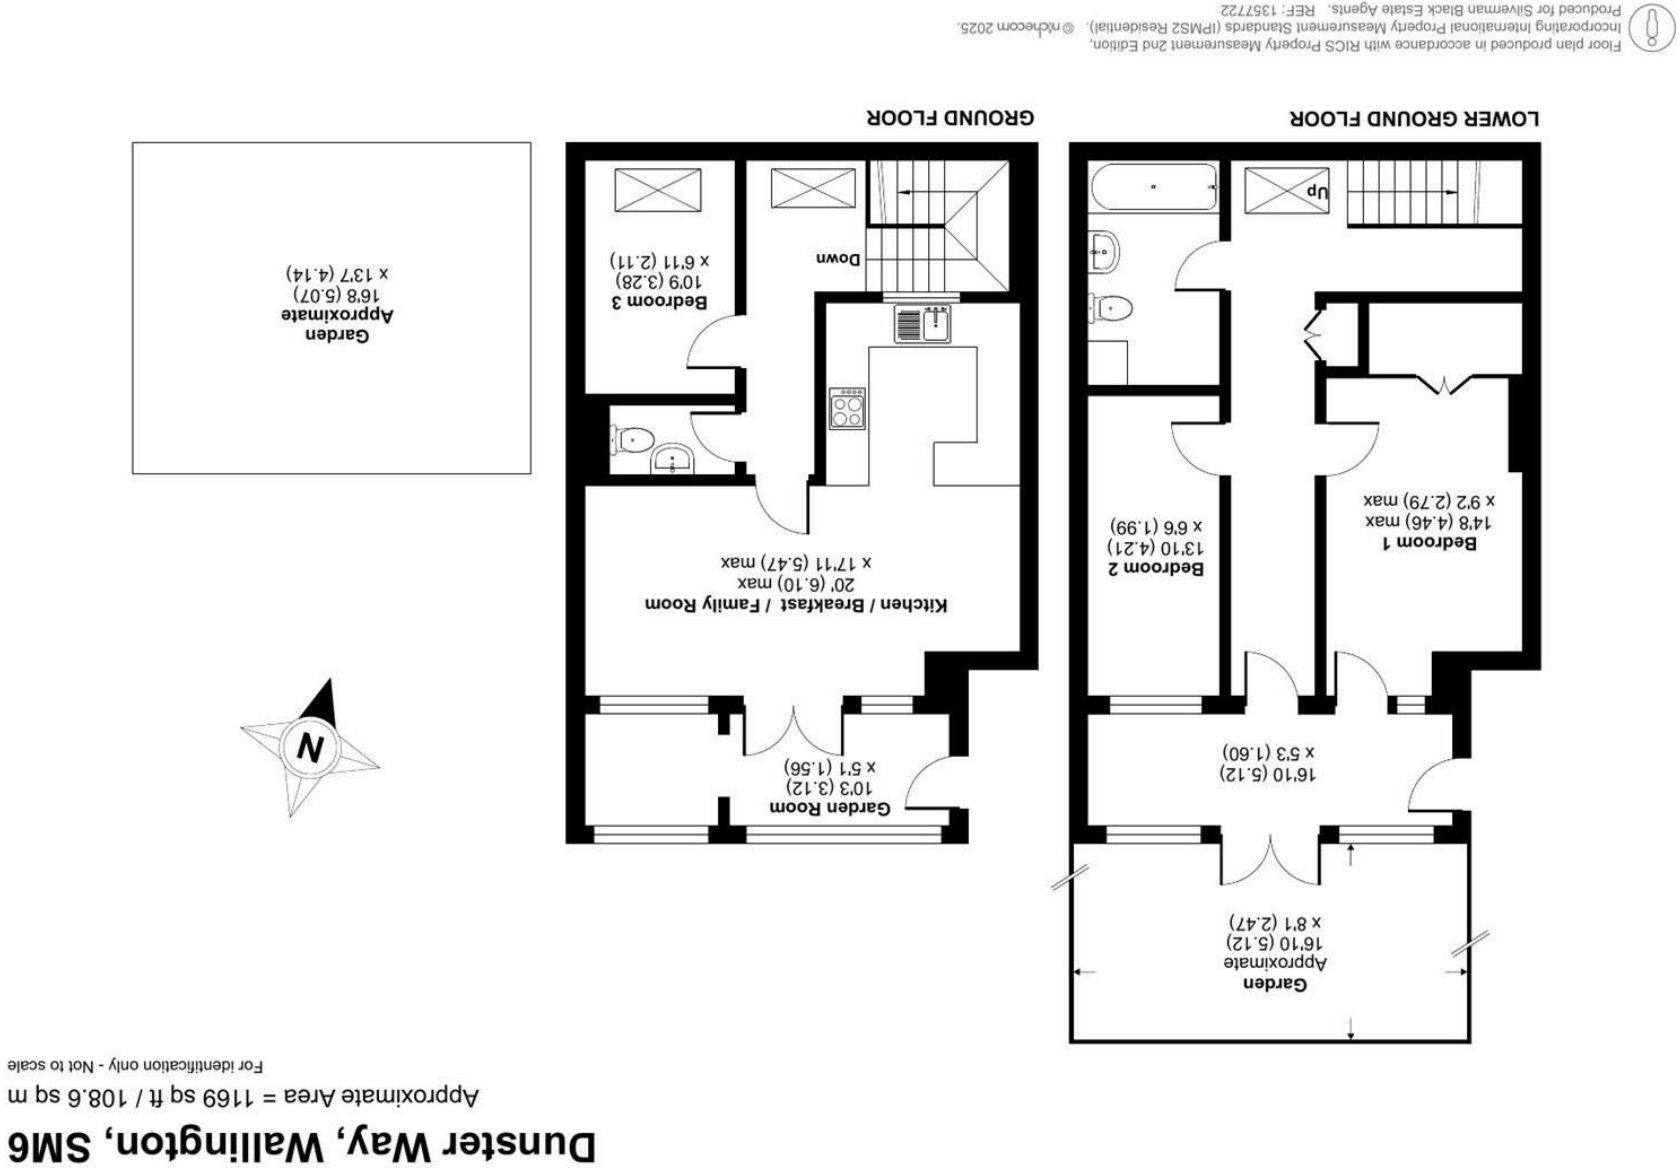 Dunster Way, Wallington, SM6
Approximate Area = 1169 sq ft / 108.6 sq m
For identification only - Not to scale
Garden
Approximate
16'10 (5.12)
x 8'1 (2.47)
16'10 (5.12)
x 5'3 (1.60)
Bedroom 1
14'8 (4.46) max
x 9'2 (2.79) max
Bedroom 2
13'10 (4.21)
x 6'6 (1.99)
Up
LOWER GROUND FLOOR
Garden Room
10'3 (3.12)
x 5'1 (1.56)
Kitchen / Breakfast / Family Room
20' (6.10) max
x 17'11 (5.47) max
Bedroom 3
10'9 (3.28)
x 6'11 (2.11)
Down
GROUND FLOOR
N
Garden
Approximate
16'8 (5.07)
x 13'7 (4.14)
Floor plan produced in accordance with RICS Property Measurement 2nd Edition,
Incorporating International Property Measurement Standards (IPMS2 Residential). © nichecom 2025.
Produced for Silverman Black Estate Agents. REF: 1357722